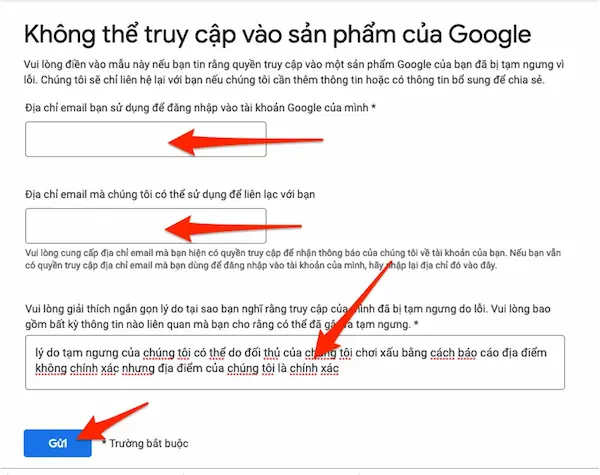 Không thể truy cập vào sản phẩm của Google
Vui lòng điền vào mẫu này nếu bạn tin rằng quyền truy cập vào một sản phẩm Google của bạn đã bị tạm ngưng vì
lỗi. Chúng tôi sẽ chỉ liên hệ lại với bạn nếu chúng tôi cần thêm thông tin hoặc có thông tin bổ sung để chia sẻ.
Địa chỉ email bạn sử dụng để đăng nhập vào tài khoản Google của mình *
Địa chỉ email mà chúng tôi có thể sử dụng để liên lạc với bạn
Vui lòng cung cấp địa chỉ email mà bạn hiện có quyền truy cập để nhận thông báo của chúng tôi về tài khoản của bạn. Nếu bạn vẫn
có quyền truy cập địa chỉ email mà bạn dùng để đăng nhập vào tài khoản của mình, hãy nhập lại địa chỉ đó vào đây.
Vui lòng giải thích ngắn gọn lý do tại sao bạn nghĩ rằng truy cập của mình đã bị tạm ngưng do lỗi. Vui lòng bao
gồm bất kỳ thông tin nào liên quan mà bạn cho rằng có thể đã gây ra tạm ngưng. *
lý do tạm ngưng của chúng tôi có thể do đối thủ của chúng tôi chơi xấu bằng cách báo cáo địa điểm
không chính xác nhưng địa điểm của chúng tôi là chính xác
Gửi * Trường bắt buộc